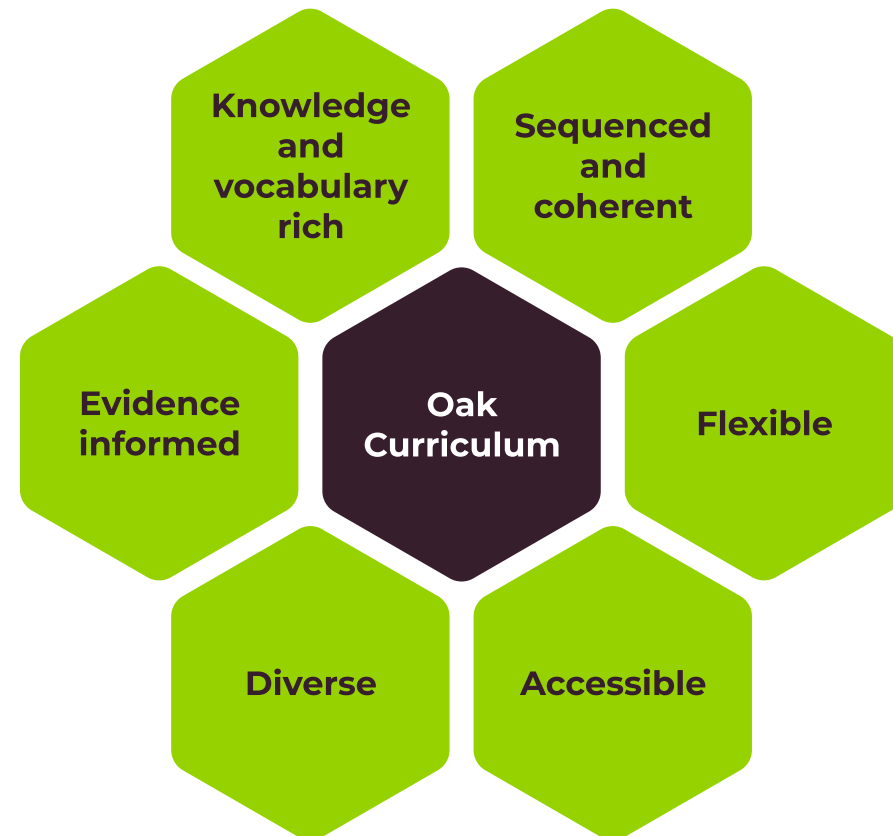 Knowledge
and
vocabulary
rich
Sequenced
and
coherent
Evidence
informed
Oak
Curriculum
Flexible
Diverse
Accessible